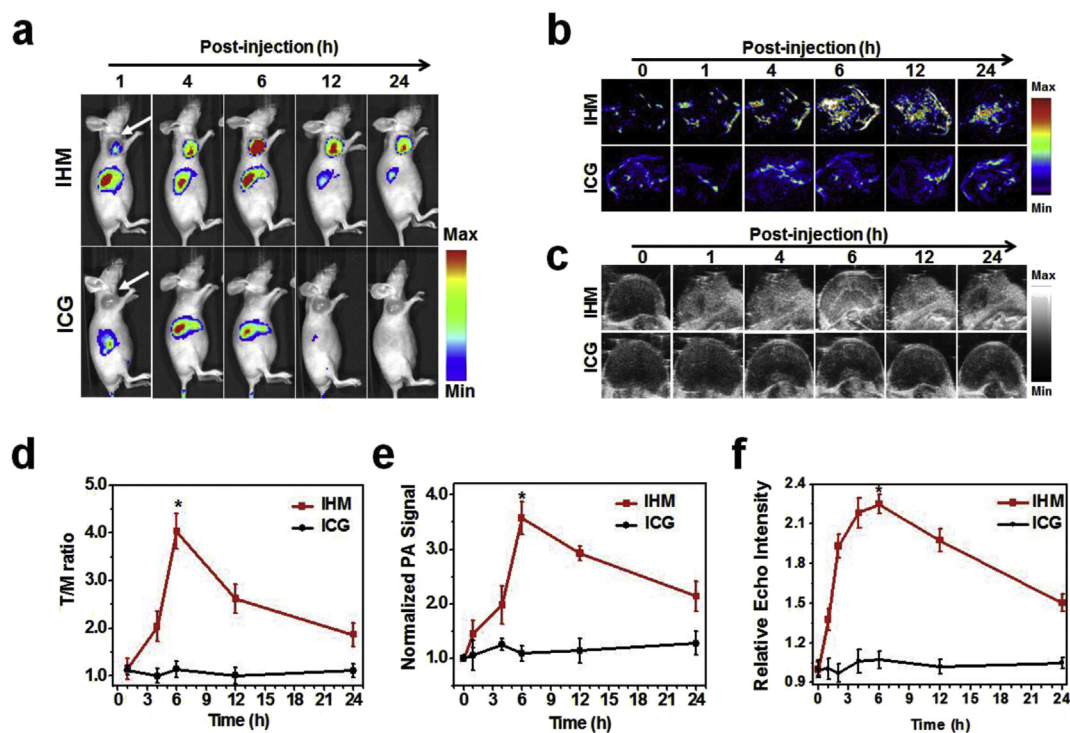 a
Post-injection (h)
1 4 6 12 24
IHM
ICG
Max
Min
b
Post-injection (h)
0 1 4 6 12 24
IHM
ICG
Max
Min
Post-injection (h)
c
0 1 4 6 12 24
IHM
ICG
Max
Min
d
5.0
4.0
3.0
2.0
1.0
T/M ratio
*
IHM
ICG
0 3 6 9 12 15 18 21 24
Time (h)
e
4.0
3.0
2.0
1.0
Normalized PA Signal
*
IHM
ICG
0 3 6 9 12 15 18 21 24
Time (h)
f
2.4
2.1
1.8
1.5
1.2
0.9
Relative Echo Intensity
*
IHM
ICG
0 3 6 9 12 15 18 21 24
Time (h)